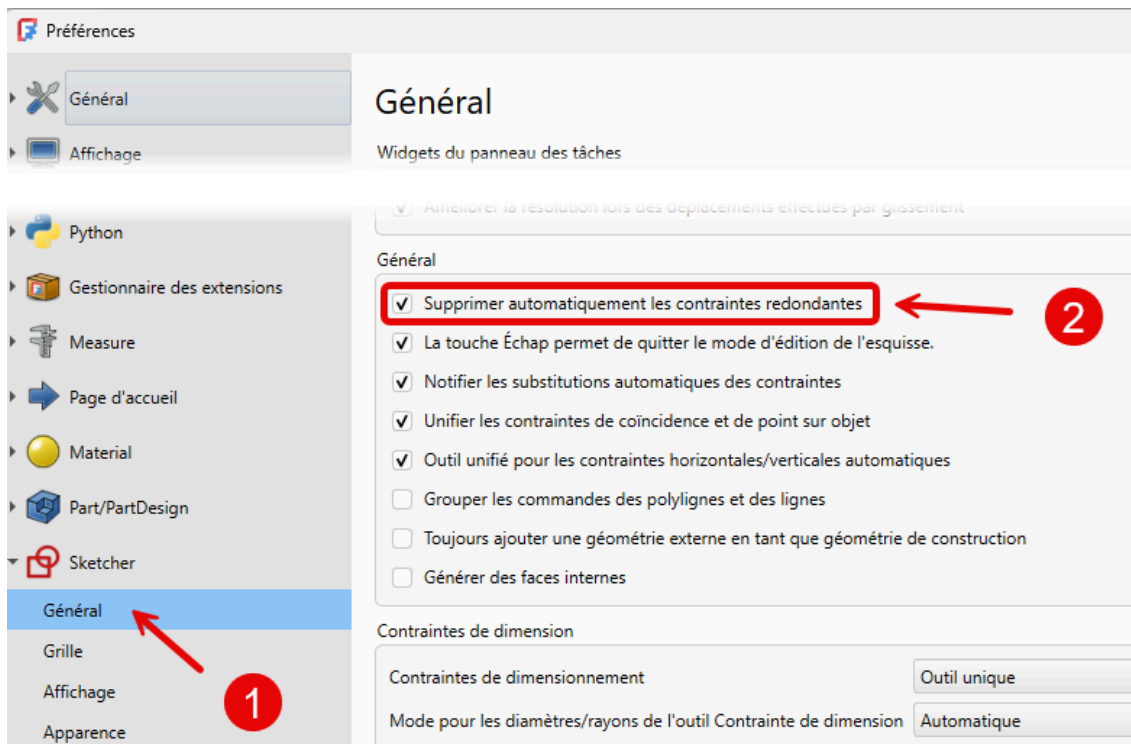 Préférences
Général
Affichage
Python
Gestionnaire des extensions
Measure
Page d'accueil
Material
Part/PartDesign
Sketcher
Général
Grille
Affichage
Apparence
1
Général
Widgets du panneau des tâches
Améliorer la résolution lors des déplacements effectués par glissement
Général
Supprimer automatiquement les contraintes redondantes
2
La touche Échap permet de quitter le mode d'édition de l'esquisse.
Notifier les substitutions automatiques des contraintes
Unifier les contraintes de coïncidence et de point sur objet
Outil unifié pour les contraintes horizontales/verticales automatiques
Grouper les commandes des polylignes et des lignes
Toujours ajouter une géométrie externe en tant que géométrie de construction
Générer des faces internes
Contraintes de dimension
Contraintes de dimensionnement Outil unique
Mode pour les diamètres/rayons de l'outil Contrainte de dimension Automatique